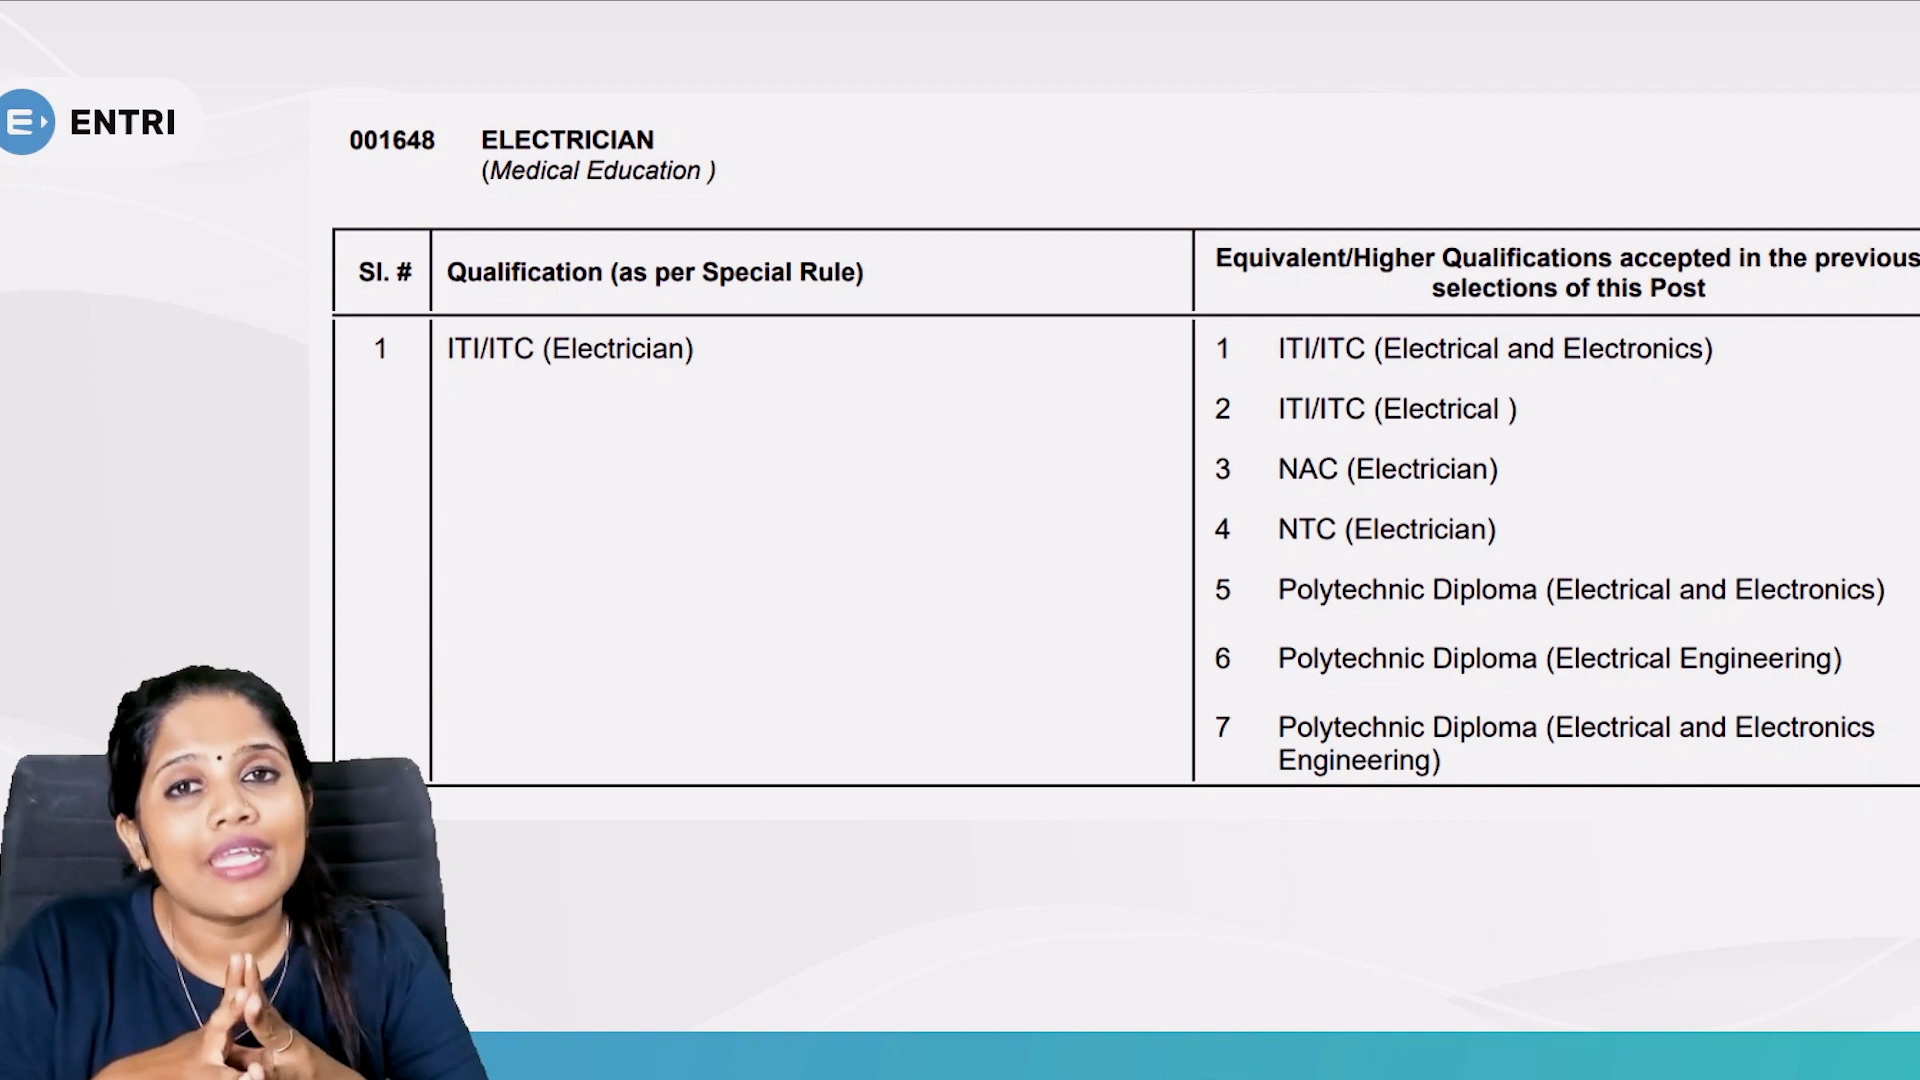 ENTRI
001648 ELECTRICIAN
(Medical Education )
Sl. # Qualification (as per Special Rule) Equivalent/Higher Qualifications accepted in the previous
selections of this Post
1 ITI/ITC (Electrician) 1 ITI/ITC (Electrical and Electronics)
2 ITI/ITC (Electrical )
3 NAC (Electrician)
4 NTC (Electrician)
5 Polytechnic Diploma (Electrical and Electronics)
6 Polytechnic Diploma (Electrical Engineering)
7 Polytechnic Diploma (Electrical and Electronics
Engineering)